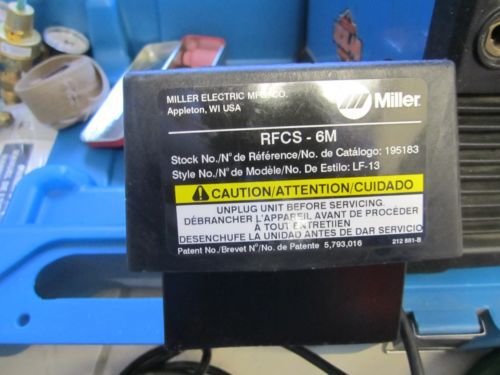 MILLER ELECTRIC MFG. CO.
Appleton, WI USA
Miller
RFCS - 6M
Stock No./N° de Référence/No. de Catálogo: 195183
Style No./N° de Modèle/No. De Estilo: LF-13
CAUTION/ATTENTION/CUIDADO
UNPLUG UNIT BEFORE SERVICING.
DÉBRANCHER L'APPAREIL AVANT DE PROCÉDER
À TOUT ENTRETIEN
DESENCHUFE LA UNIDAD ANTES DE DAR SERVICIO
Patent No./Brevet N°/No. de Patente 5,793,016
212 881-B